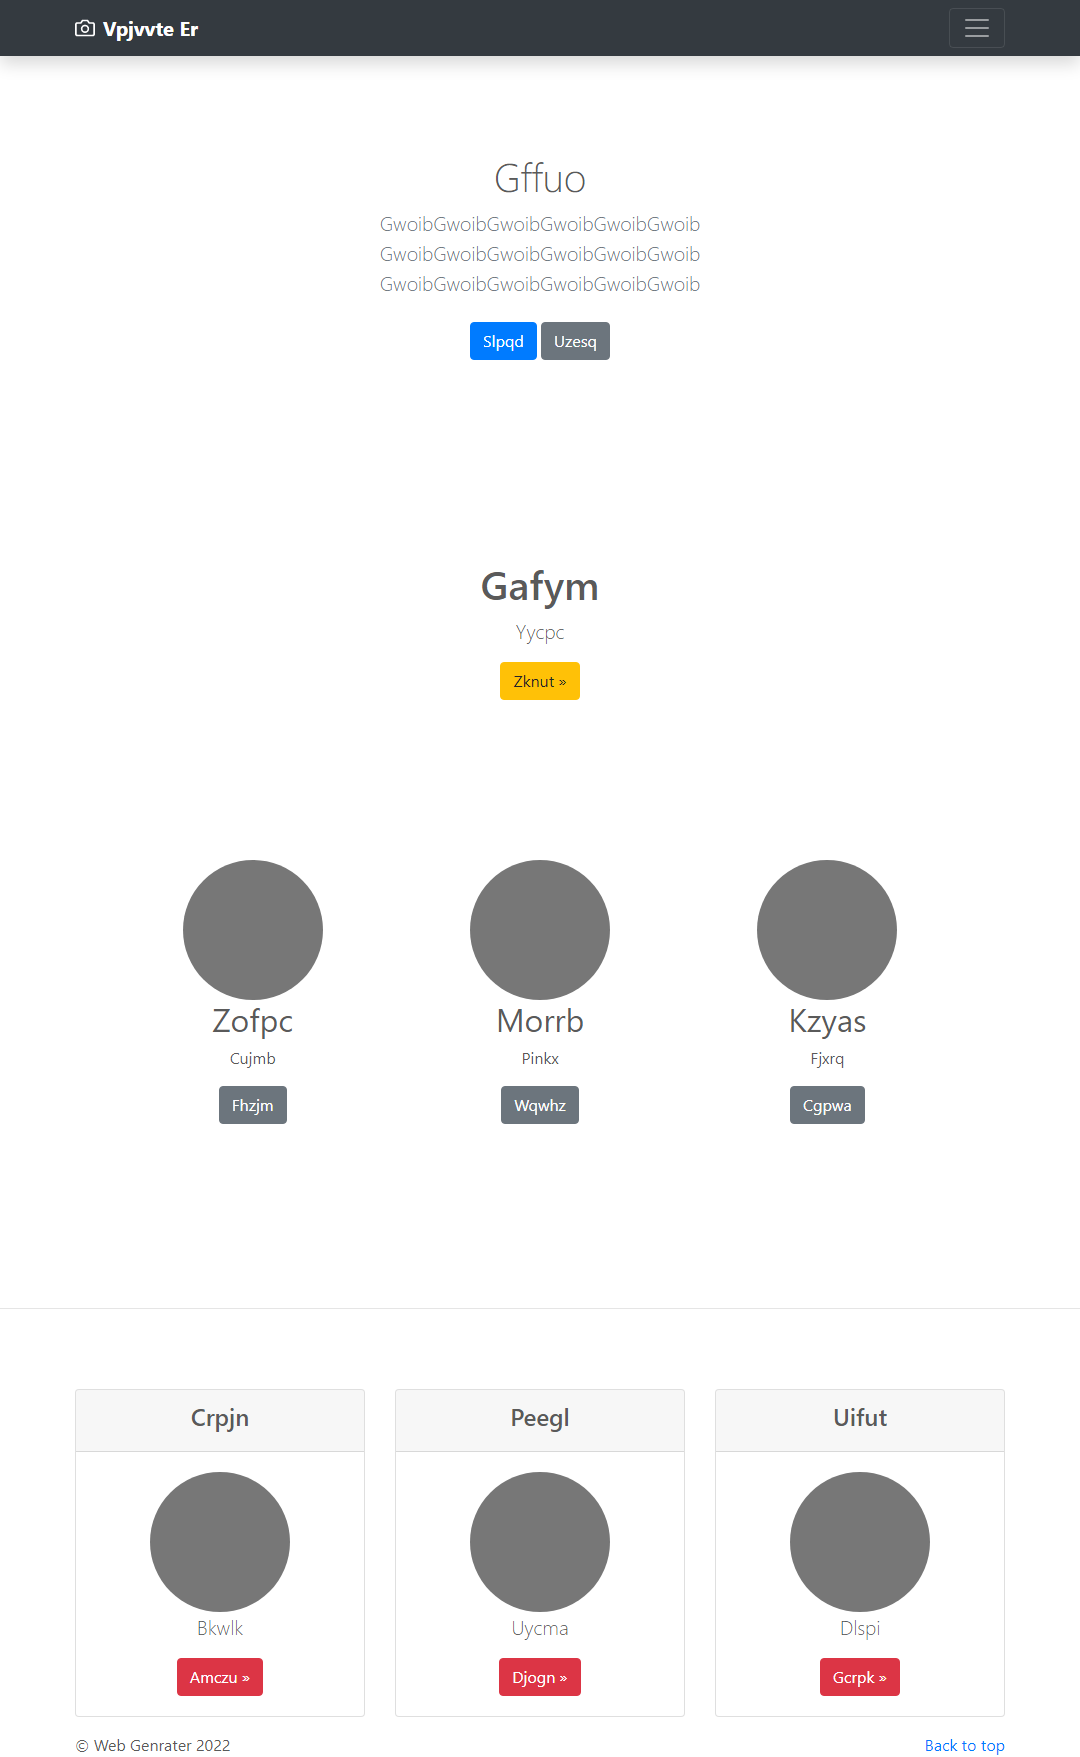 Vpjvvte Er
Gffuo
GwoibGwoibGwoibGwoibGwoibGwoib
GwoibGwoibGwoibGwoibGwoibGwoib
GwoibGwoibGwoibGwoibGwoibGwoib
Slpqd Uzesq
Gafym
Yycpc
Zknut »
Zofpc Morrb Kzyas
Cujmb Pinkx Fjxrq
Fhzjm Wqwhz Cgpwa
Crpjn Peegl Uifut
Bkwlk Uycma Dlspi
Amczu » Djogn » Gcrpk »
© Web Genrater 2022 Back to top